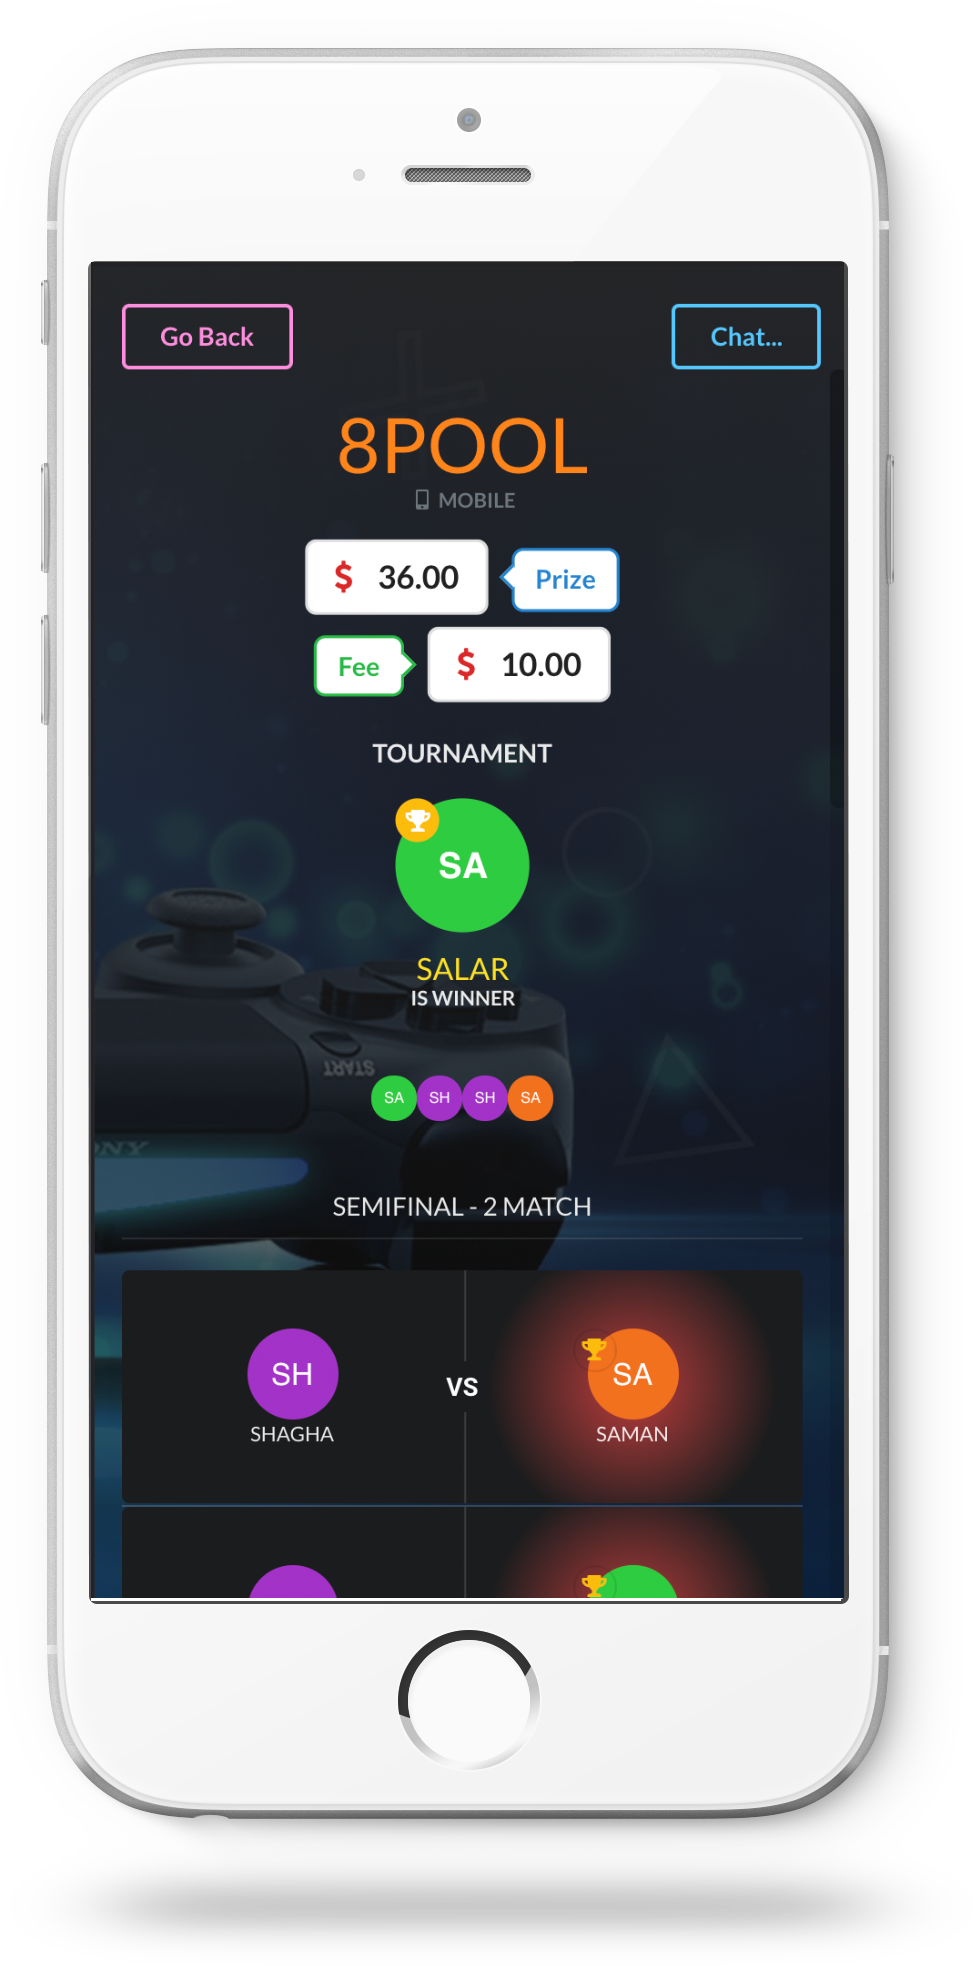 Go Back
Chat...
8POOL
MOBILE
$ 36.00 Prize
Fee $ 10.00
TOURNAMENT
SA
SALAR
IS WINNER
START
SA SH SH SA
ONY
SEMIFINAL - 2 MATCH
SH VS SA
SHAGHA SAMAN